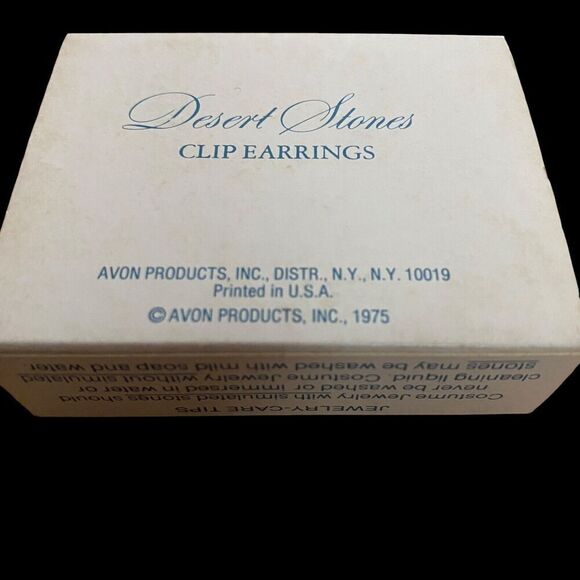 Desert Stones
CLIP EARRINGS
AVON PRODUCTS, INC., DISTR., N.Y., N.Y. 10019
Printed in U.S.A.
© AVON PRODUCTS, INC., 1975
JEWELRY-CARE TIPS
Costume Jewelry with simulated stones should
never be washed or immersed in water or
cleaning liquid. Costume Jewelry without simulated
stones may be washed with mild soap and water